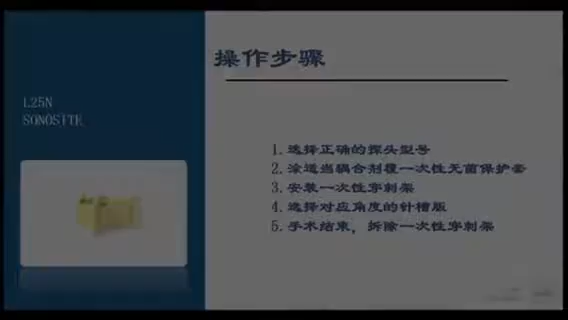 操作步骤
L25N
SONOSITE
1.选择正确的探头型号
2.涂适当耦合剂覆一次性无菌保护套
3.安装一次性穿刺架
4.选择对应角度的针槽版
5.手术结束，拆除一次性穿刺架